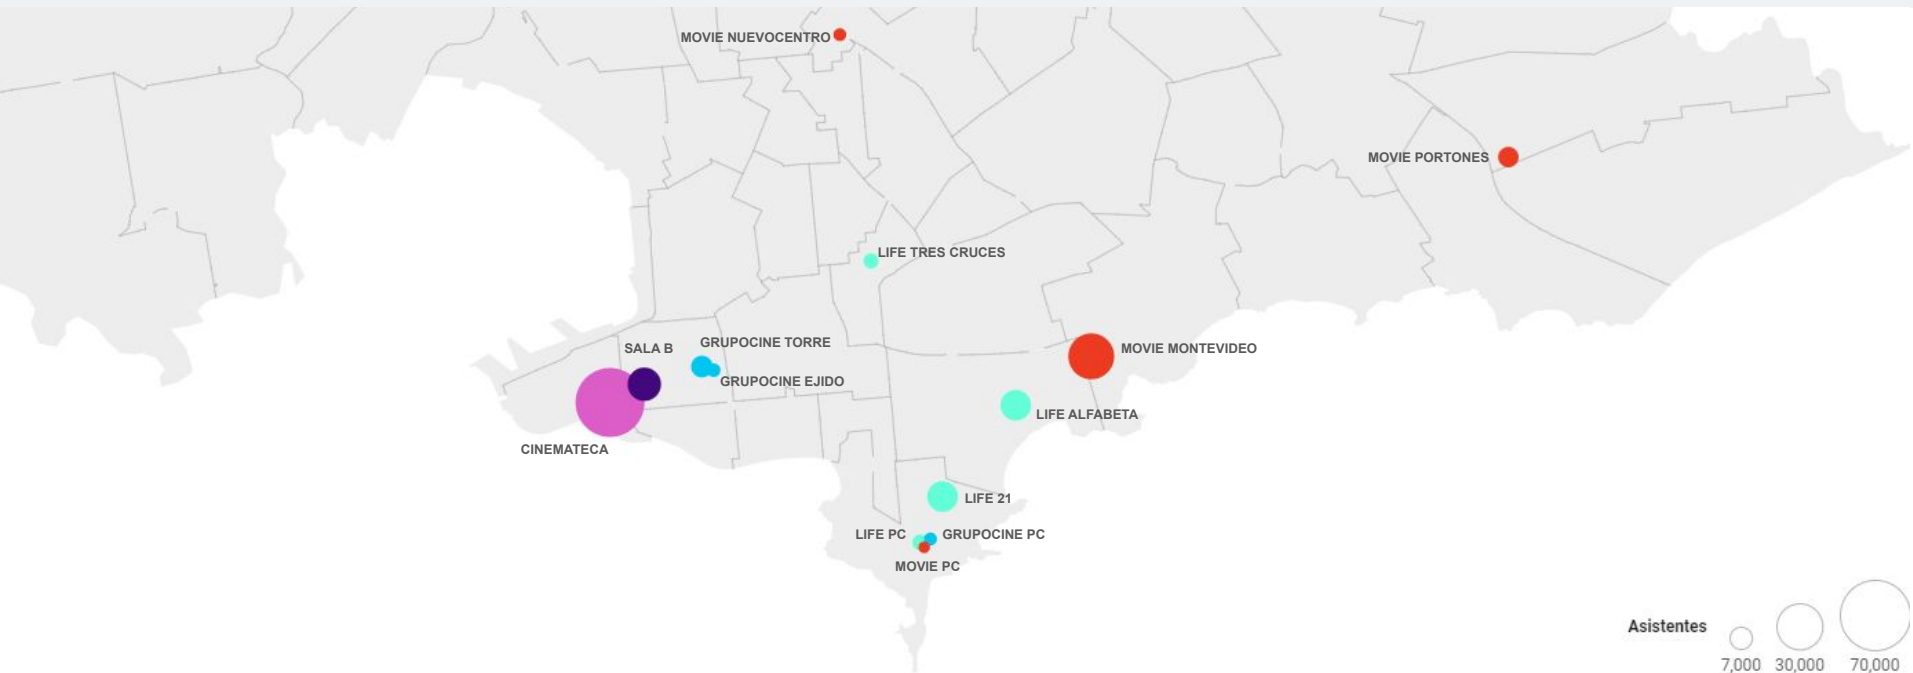 MOVIE NUEVOCENTRO
MOVIE PORTONES
LIFE TRES CRUCES
SALA B
GRUPOCINE TORRE
MOVIE MONTEVIDEO
GRUPOCINE EJIDO
LIFE ALFABETA
CINEMATECA
LIFE 21
LIFE PC
GRUPOCINE PC
MOVIE PC
Asistentes
7,000 30,000 70,000